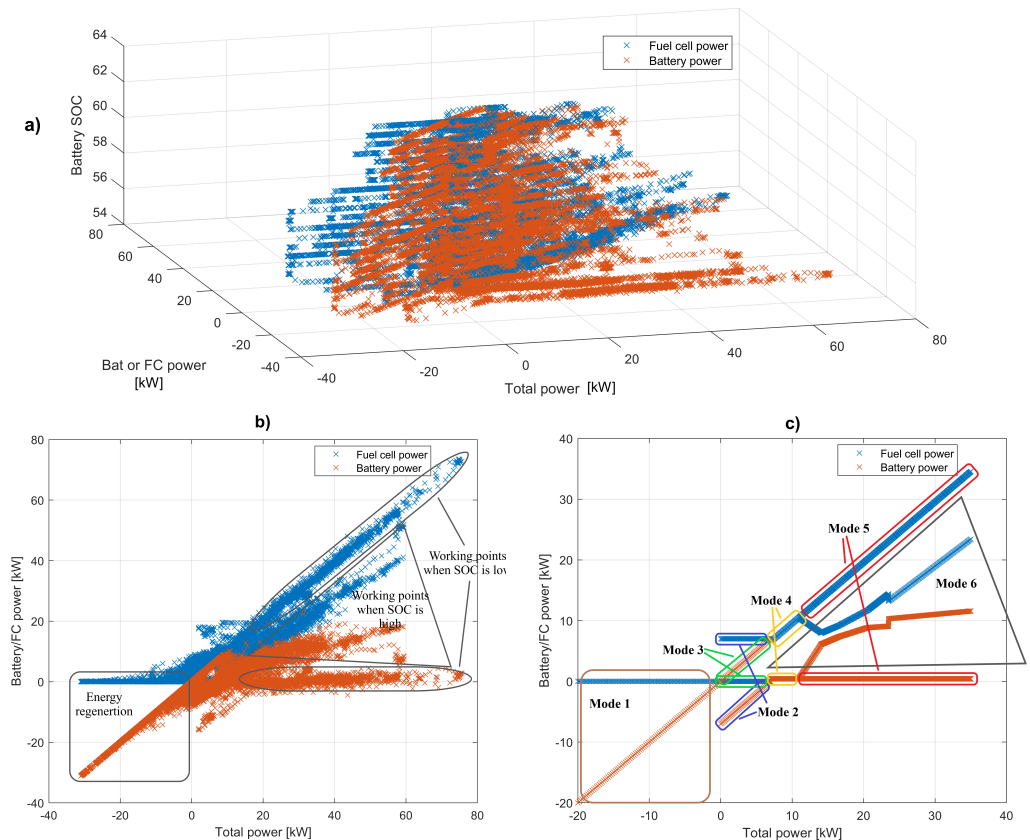 a)
Battery SOC
64
62
60
58
56
54
80
60
40
20
0
-20
-40
Bat or FC power
[kW]
-40
-20
0
20
40
60
80
Total power [kW]
Fuel cell power
Battery power
b)
Battery/FC power [kW]
80
60
40
20
0
-20
-40
-40
-20
0
20
40
60
80
Total power [kW]
Fuel cell power
Battery power
Working points
when SOC is low
Working points
when SOC is
high
Energy
regenertion
c)
Battery/FC power [kW]
40
30
20
10
0
-10
-20
-20
-10
0
5
10
15
20
25
30
35
40
Total power [kW]
Fuel cell power
Battery power
Mode 5
Mode 4
Mode 6
Mode 3
Mode 1
Mode 2